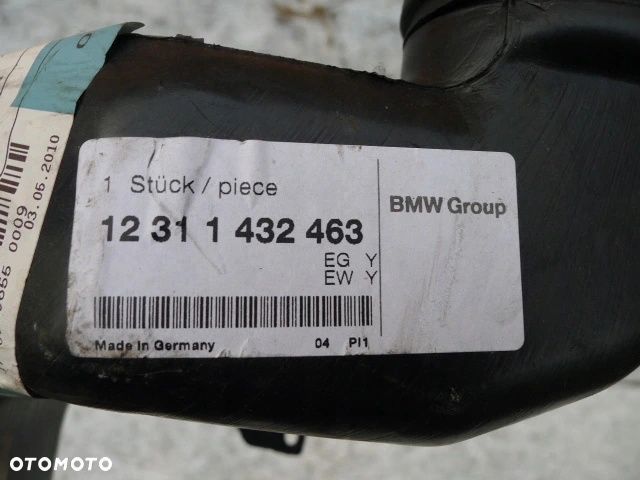 1 Stück / piece
12 31 1 432 463
EG Y
EW Y
BMW Group
Made in Germany 04 PI1
03.06.2010
0009
OTOMOTO